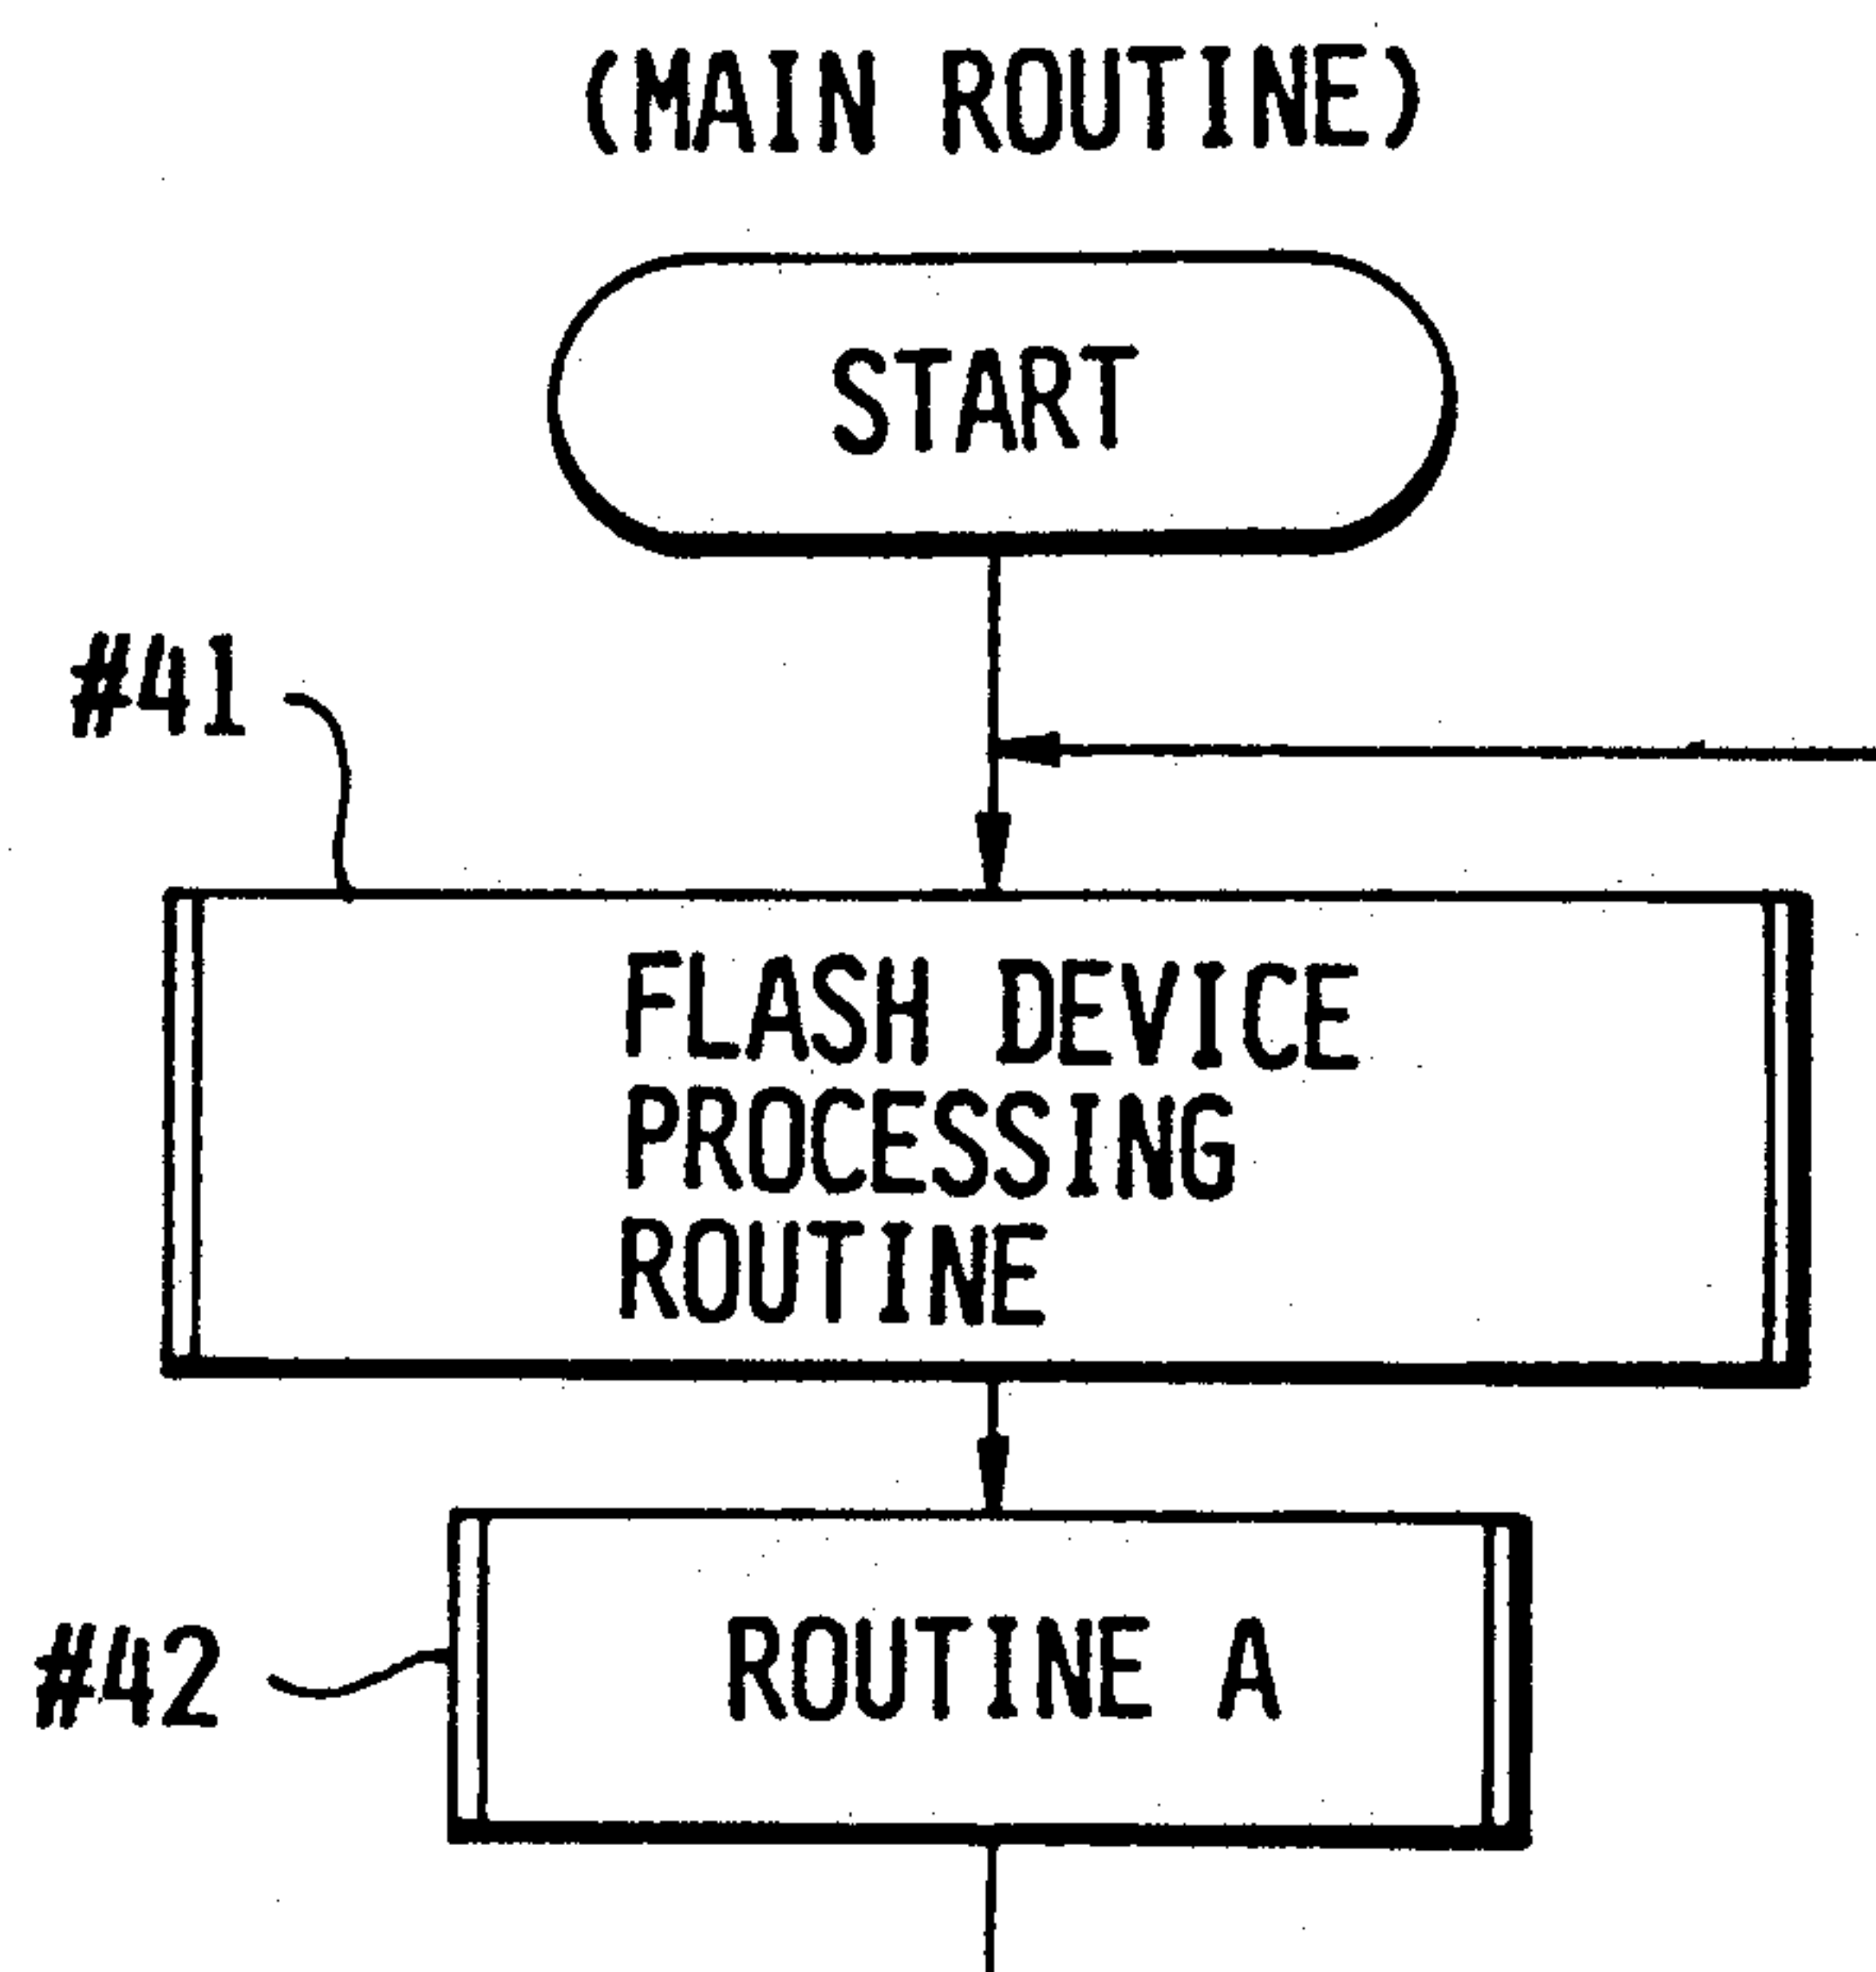 (MAIN ROUTINE)
START
#41
FLASH DEVICE
PROCESSING
ROUTINE
#42
ROUTINE A